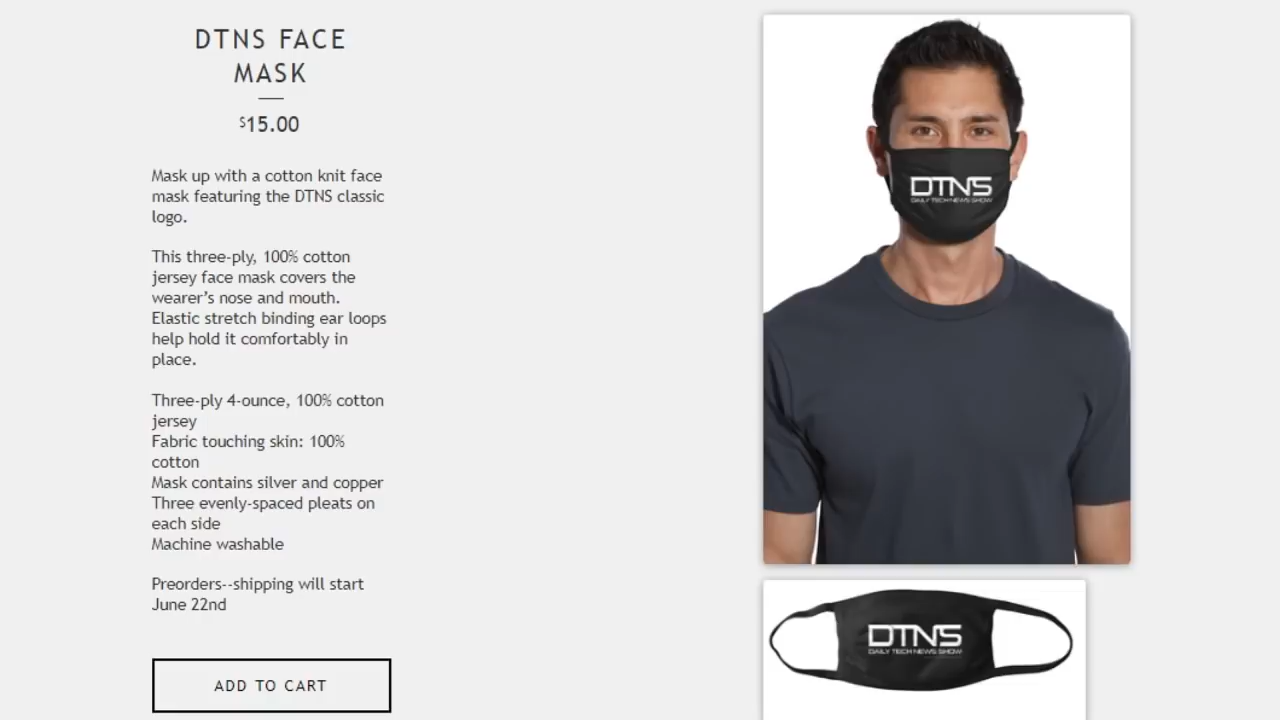 DTNS FACE
MASK
$15.00
Mask up with a cotton knit face
mask featuring the DTNS classic
logo.
This three-ply, 100% cotton
jersey face mask covers the
wearer’s nose and mouth.
Elastic stretch binding ear loops
help hold it comfortably in
place.
Three-ply 4-ounce, 100% cotton
jersey
Fabric touching skin: 100%
cotton
Mask contains silver and copper
Three evenly-spaced pleats on
each side
Machine washable
Preorders--shipping will start
June 22nd
ADD TO CART
DTNS
DAILY TECH NEWS SHOW
DTNS
DAILY TECH NEWS SHOW